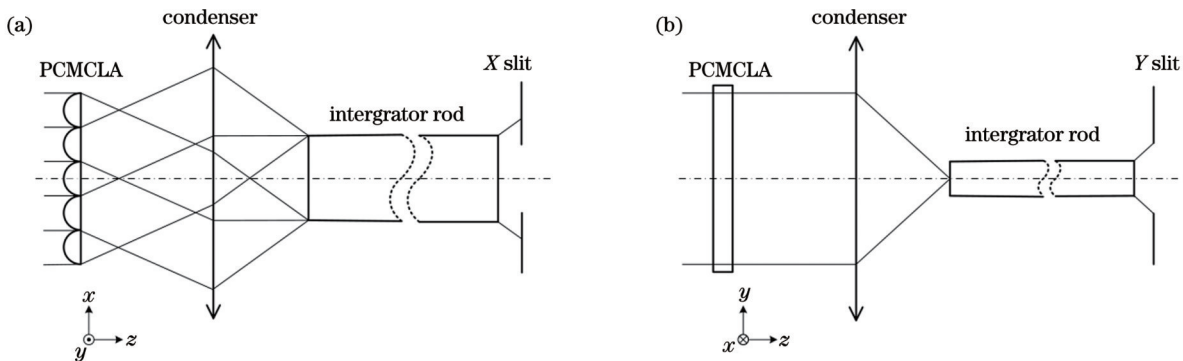 (a)
condenser
PCMCLA
X slit
intergrator rod
x
y
z
(b)
condenser
PCMCLA
Y slit
intergrator rod
y
x
z